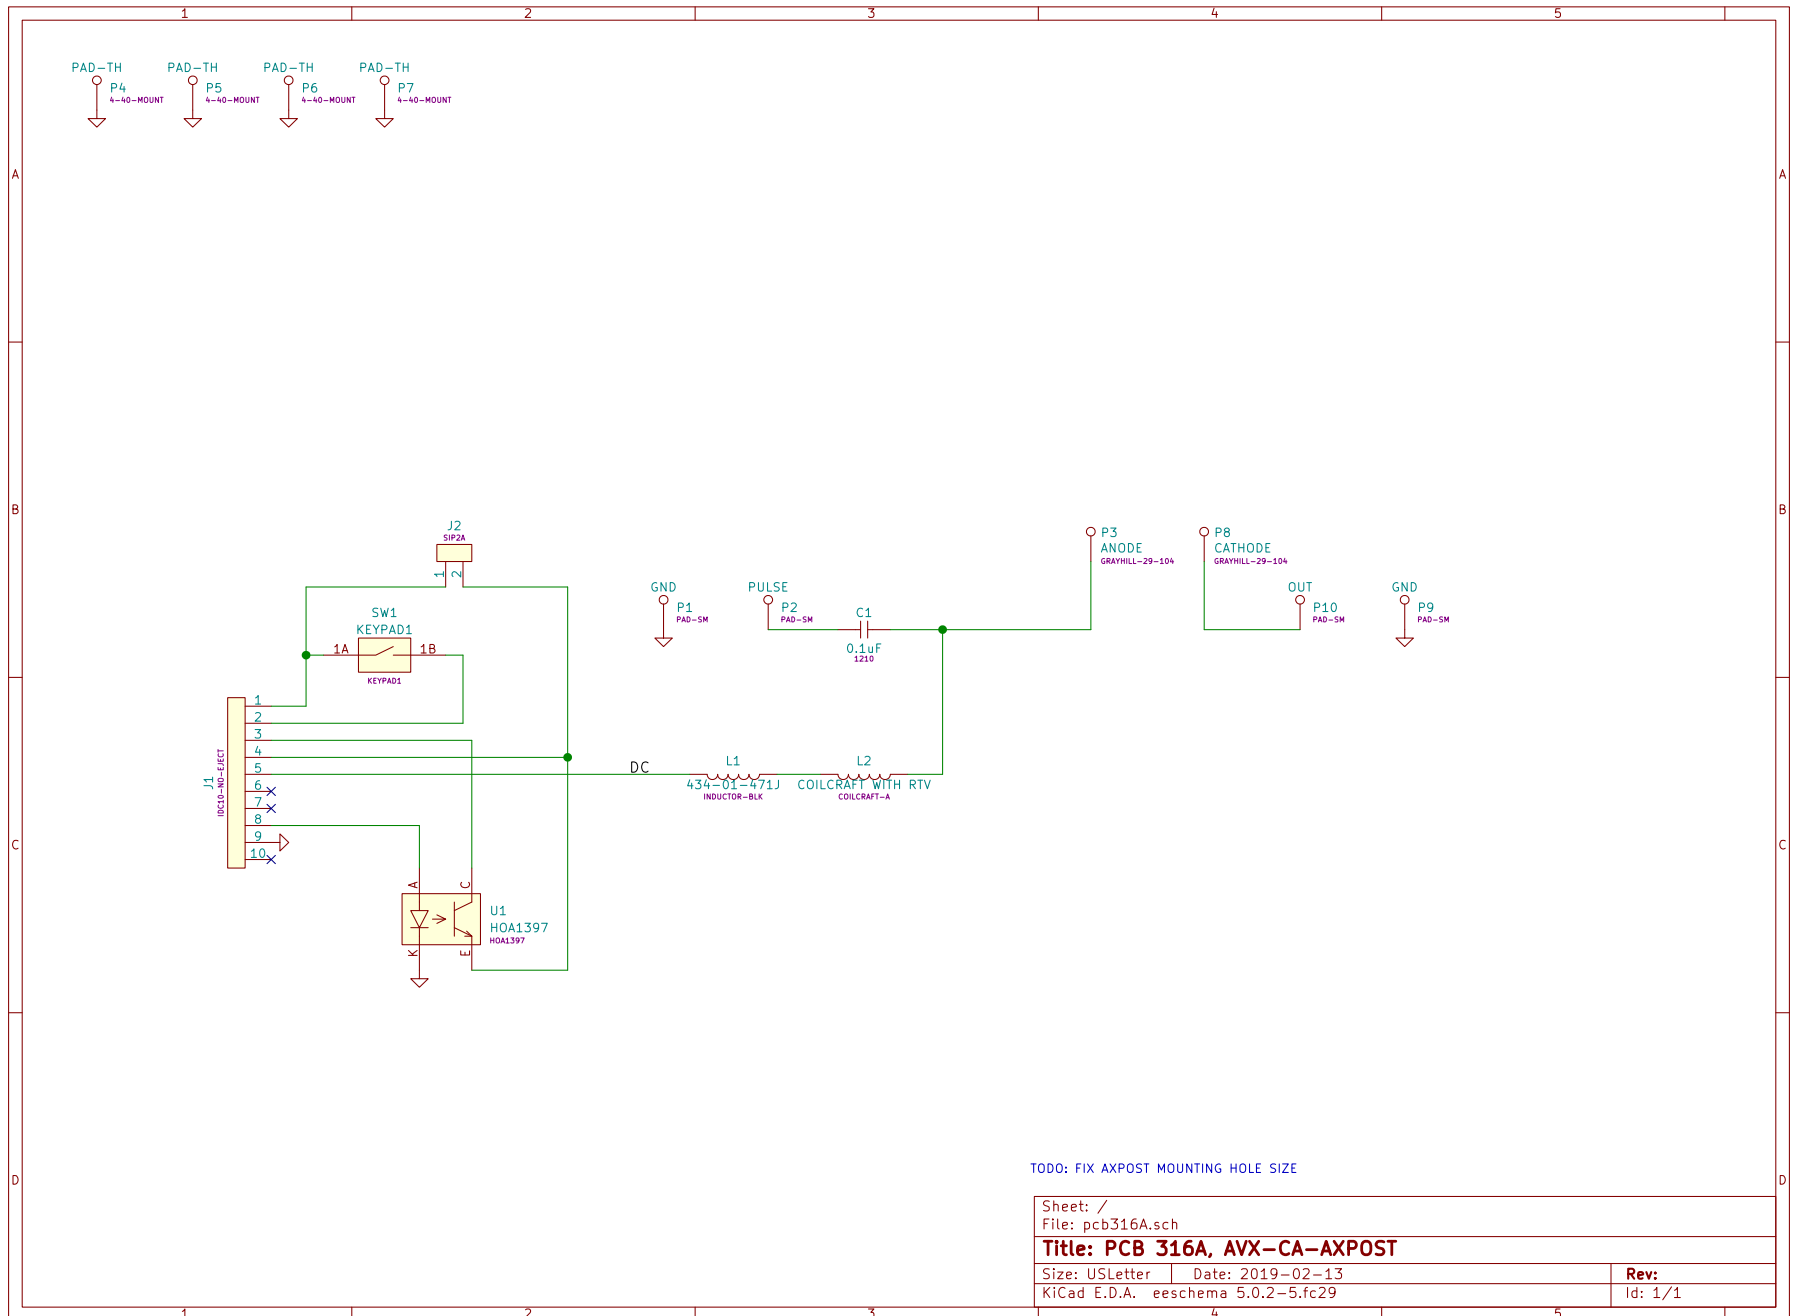 1 2 3 4 5
PAD-TH PAD-TH PAD-TH PAD-TH
P4 P5 P6 P7
4-40-MOUNT 4-40-MOUNT 4-40-MOUNT 4-40-MOUNT
A A
B B
J2
SIP2A
1 2
P3
ANODE
GRAYHILL-29-104
P8
CATHODE
GRAYHILL-29-104
GND
P1
PAD-SM
PULSE
P2
PAD-SM
C1
0.1uF
1210
OUT
P10
PAD-SM
GND
P9
PAD-SM
SW1
KEYPAD1
1A 1B
KEYPAD1
1
2
3
4
5
6
7
8
9
10
J1
IDC10-NO-EJECT
DC
L1
434-01-471J
INDUCTOR-BLK
L2
COILCRAFT WITH RTV
COILCRAFT-A
C C
A C
U1
HOA1397
HOA1397
K E
D D
TODO: FIX AXPOST MOUNTING HOLE SIZE
Sheet: /
File: pcb316A.sch
Title: PCB 316A, AVX-CA-AXPOST
Size: USLetter Date: 2019-02-13 Rev:
KiCad E.D.A. eeschema 5.0.2-5.fc29 Id: 1/1
1 2 3 4 5